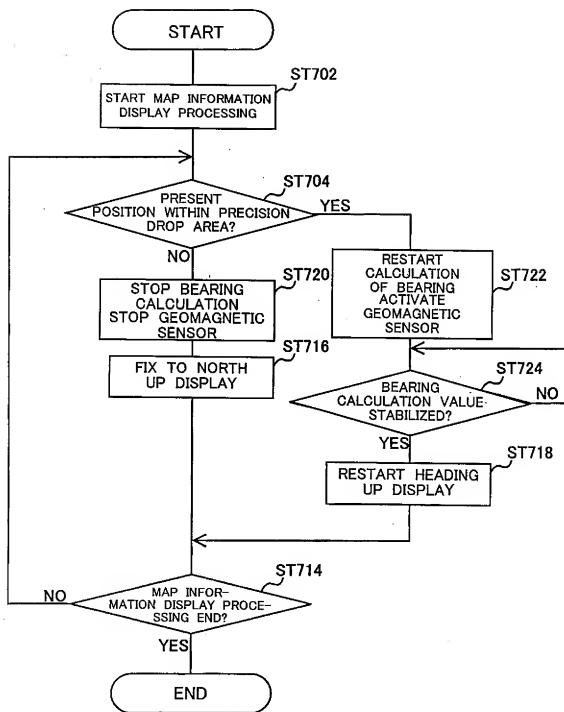 START
ST702
START MAP INFORMATION
DISPLAY PROCESSING
ST704
PRESENT
POSITION WITHIN PRECISION
DROP AREA?
YES
NO
ST720
STOP BEARING
CALCULATION
STOP GEOMAGNETIC
SENSOR
RESTART
CALCULATION
OF BEARING
ACTIVATE
GEOMAGNETIC
SENSOR
ST722
ST716
FIX TO NORTH
UP DISPLAY
ST724
BEARING
CALCULATION VALUE
STABILIZED?
NO
YES
ST718
RESTART HEADING
UP DISPLAY
ST714
MAP INFOR-
MATION DISPLAY PROCE-
SSING END?
NO
YES
END